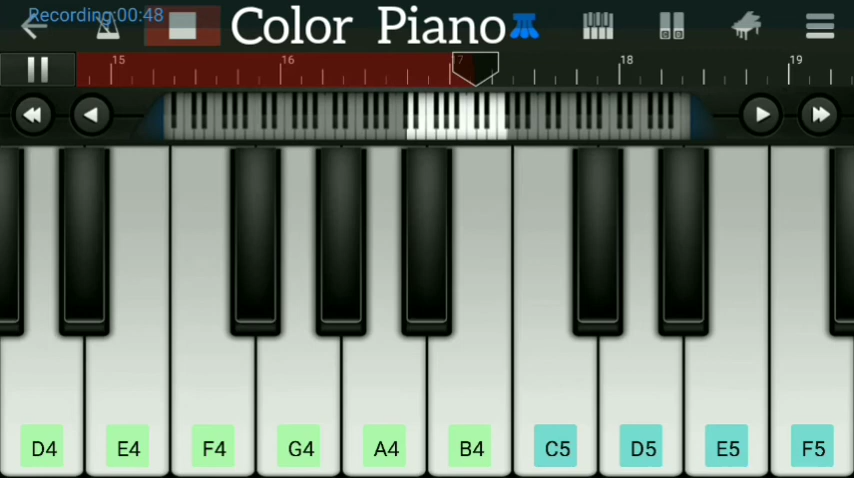 Recording:00:48
Color Piano
15 16 17 18 19
C B
D4 E4 F4 G4 A4 B4 C5 D5 E5 F5